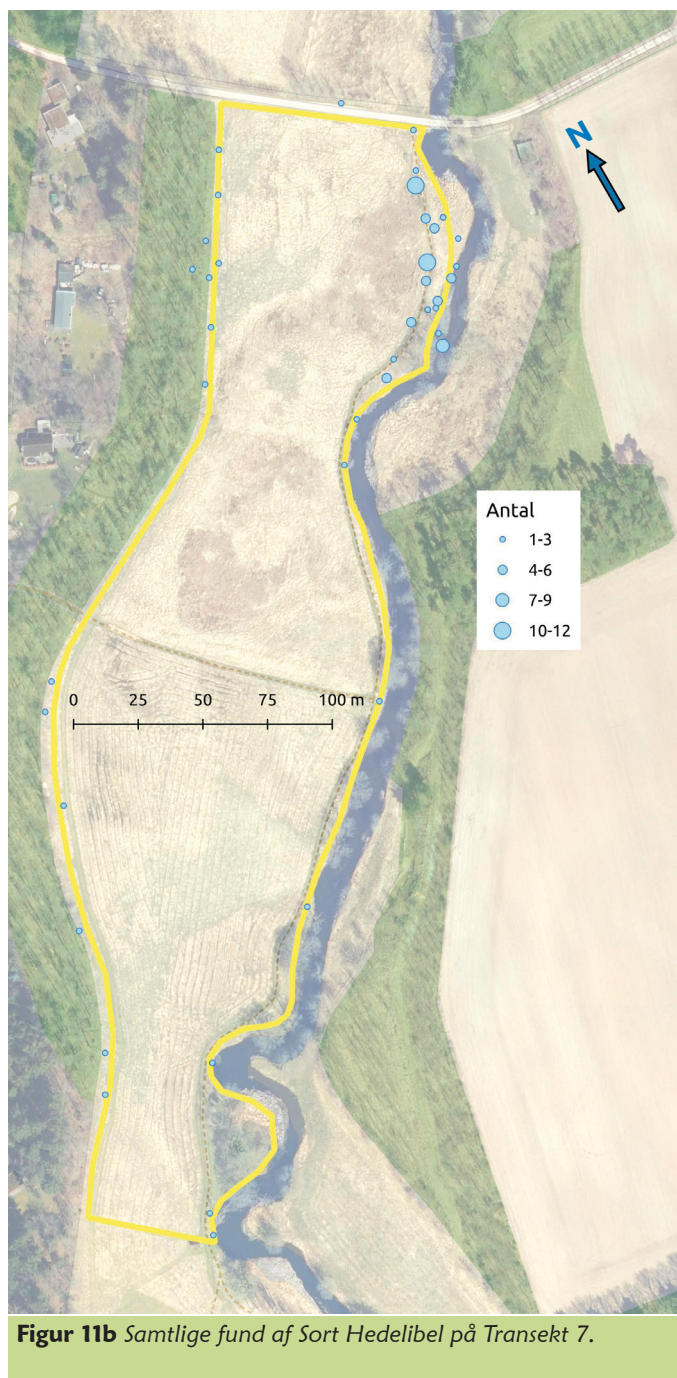 N
Antal
1-3
4-6
7-9
10-12
0 25 50 75 100 m
Figur 11b Samtlige fund af Sort Hedelibel på Transekt 7.